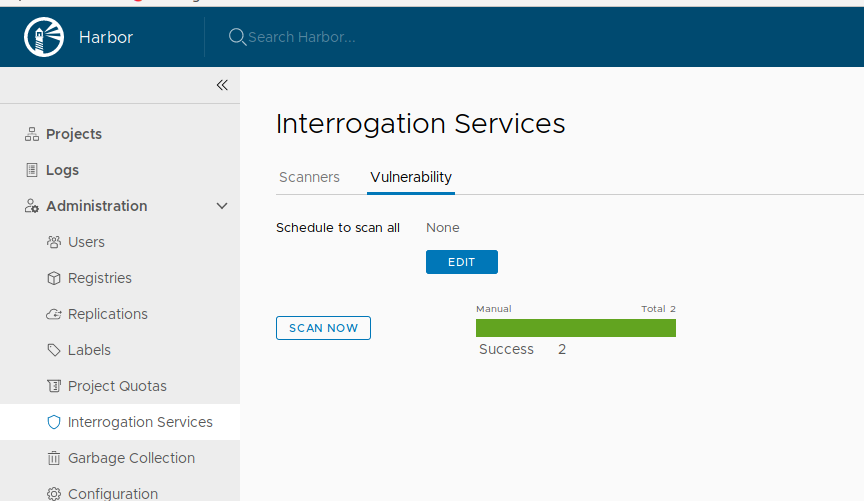 Harbor
Search Harbor...
Projects
Logs
Administration
Users
Registries
Replications
Labels
Project Quotas
Interrogation Services
Garbage Collection
Configuration
Interrogation Services
Scanners Vulnerability
Schedule to scan all None
EDIT
SCAN NOW
Manual Total 2
Success 2